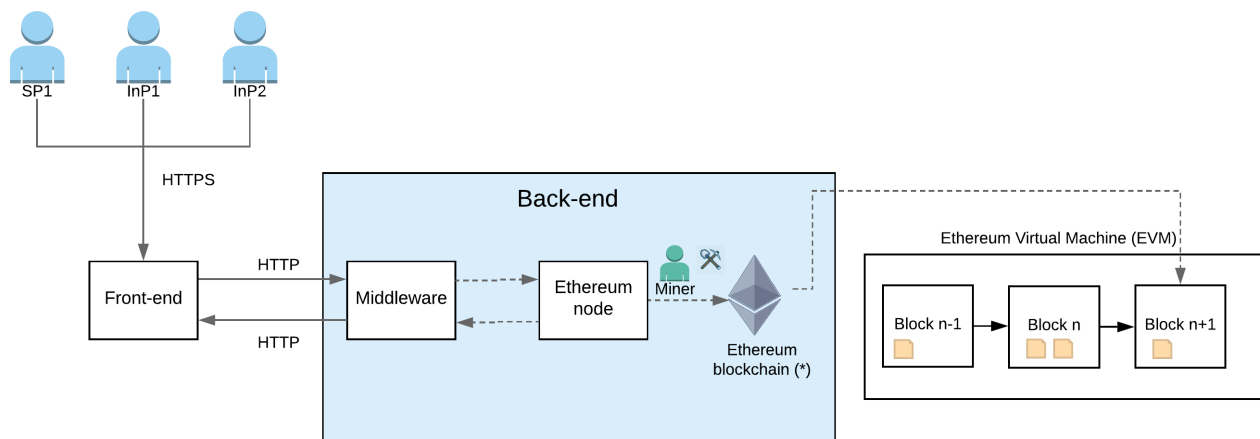 SP1
InP1
InP2
HTTPS
Back-end
Ethereum Virtual Machine (EVM)
HTTP
Front-end
Middleware
Ethereum
node
Miner
Block n-1
Block n
Block n+1
HTTP
Ethereum
blockchain (*)